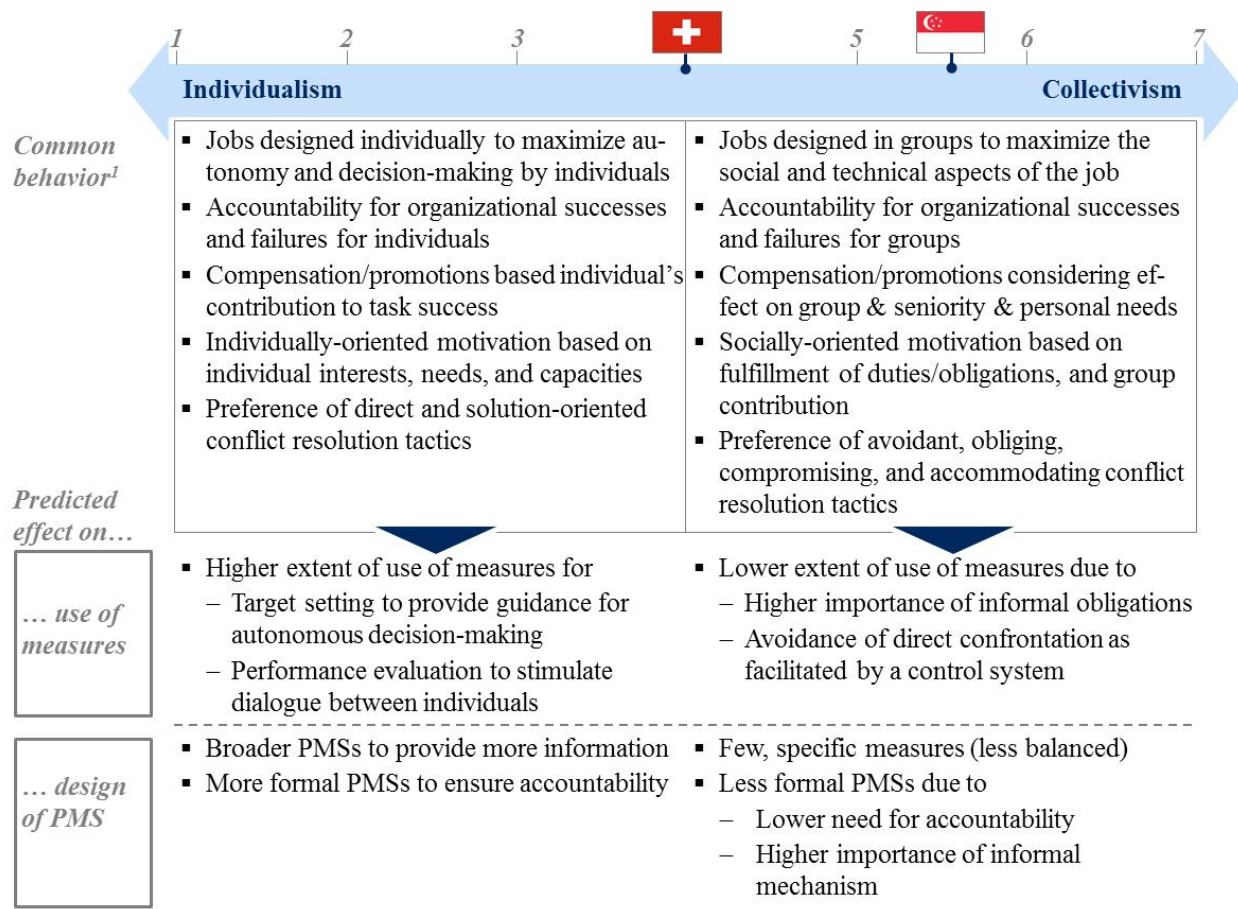 1 2 3 5 6 7
Individualism Collectivism
Common
behavior1
▪ Jobs designed individually to maximize au-
tonomy and decision-making by individuals
▪ Accountability for organizational successes
and failures for individuals
▪ Compensation/promotions based individual's
contribution to task success
▪ Individually-oriented motivation based on
individual interests, needs, and capacities
▪ Preference of direct and solution-oriented
conflict resolution tactics
▪ Jobs designed in groups to maximize the
social and technical aspects of the job
▪ Accountability for organizational successes
and failures for groups
▪ Compensation/promotions considering ef-
fect on group & seniority & personal needs
▪ Socially-oriented motivation based on
fulfillment of duties/obligations, and group
contribution
▪ Preference of avoidant, obliging,
compromising, and accommodating conflict
resolution tactics
Predicted
effect on…
… use of
measures
▪ Higher extent of use of measures for
– Target setting to provide guidance for
autonomous decision-making
– Performance evaluation to stimulate
dialogue between individuals
▪ Lower extent of use of measures due to
– Higher importance of informal obligations
– Avoidance of direct confrontation as
facilitated by a control system
… design
of PMS
▪ Broader PMSs to provide more information
▪ More formal PMSs to ensure accountability
▪ Few, specific measures (less balanced)
▪ Less formal PMSs due to
– Lower need for accountability
– Higher importance of informal
mechanism